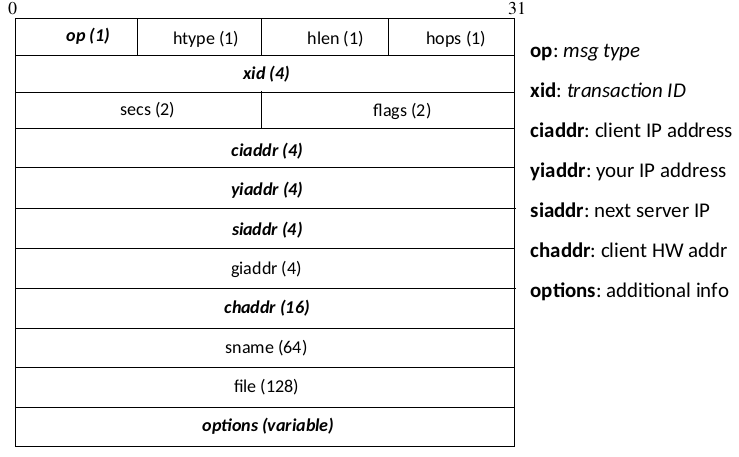 0 31
op (1) htype (1) hlen (1) hops (1)
xid (4)
secs (2) flags (2)
ciaddr (4)
yiaddr (4)
siaddr (4)
giaddr (4)
chaddr (16)
sname (64)
file (128)
options (variable)
op: msg type
xid: transaction ID
ciaddr: client IP address
yiaddr: your IP address
siaddr: next server IP
chaddr: client HW addr
options: additional info